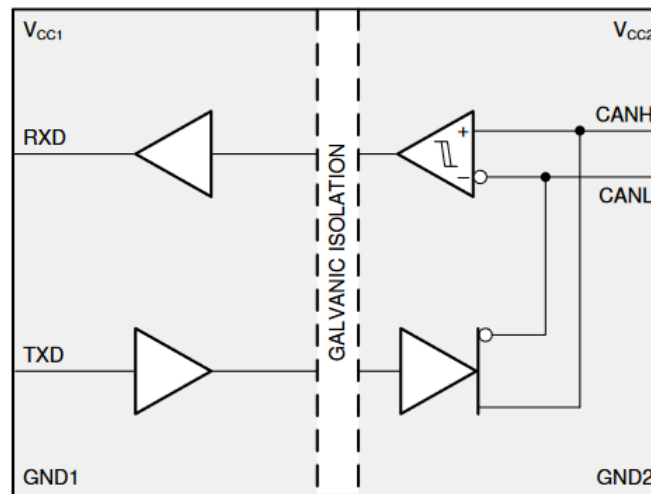 VCC1
VCC2
RXD
CANH
+
−
CANL
GALVANIC ISOLATION
TXD
GND1
GND2